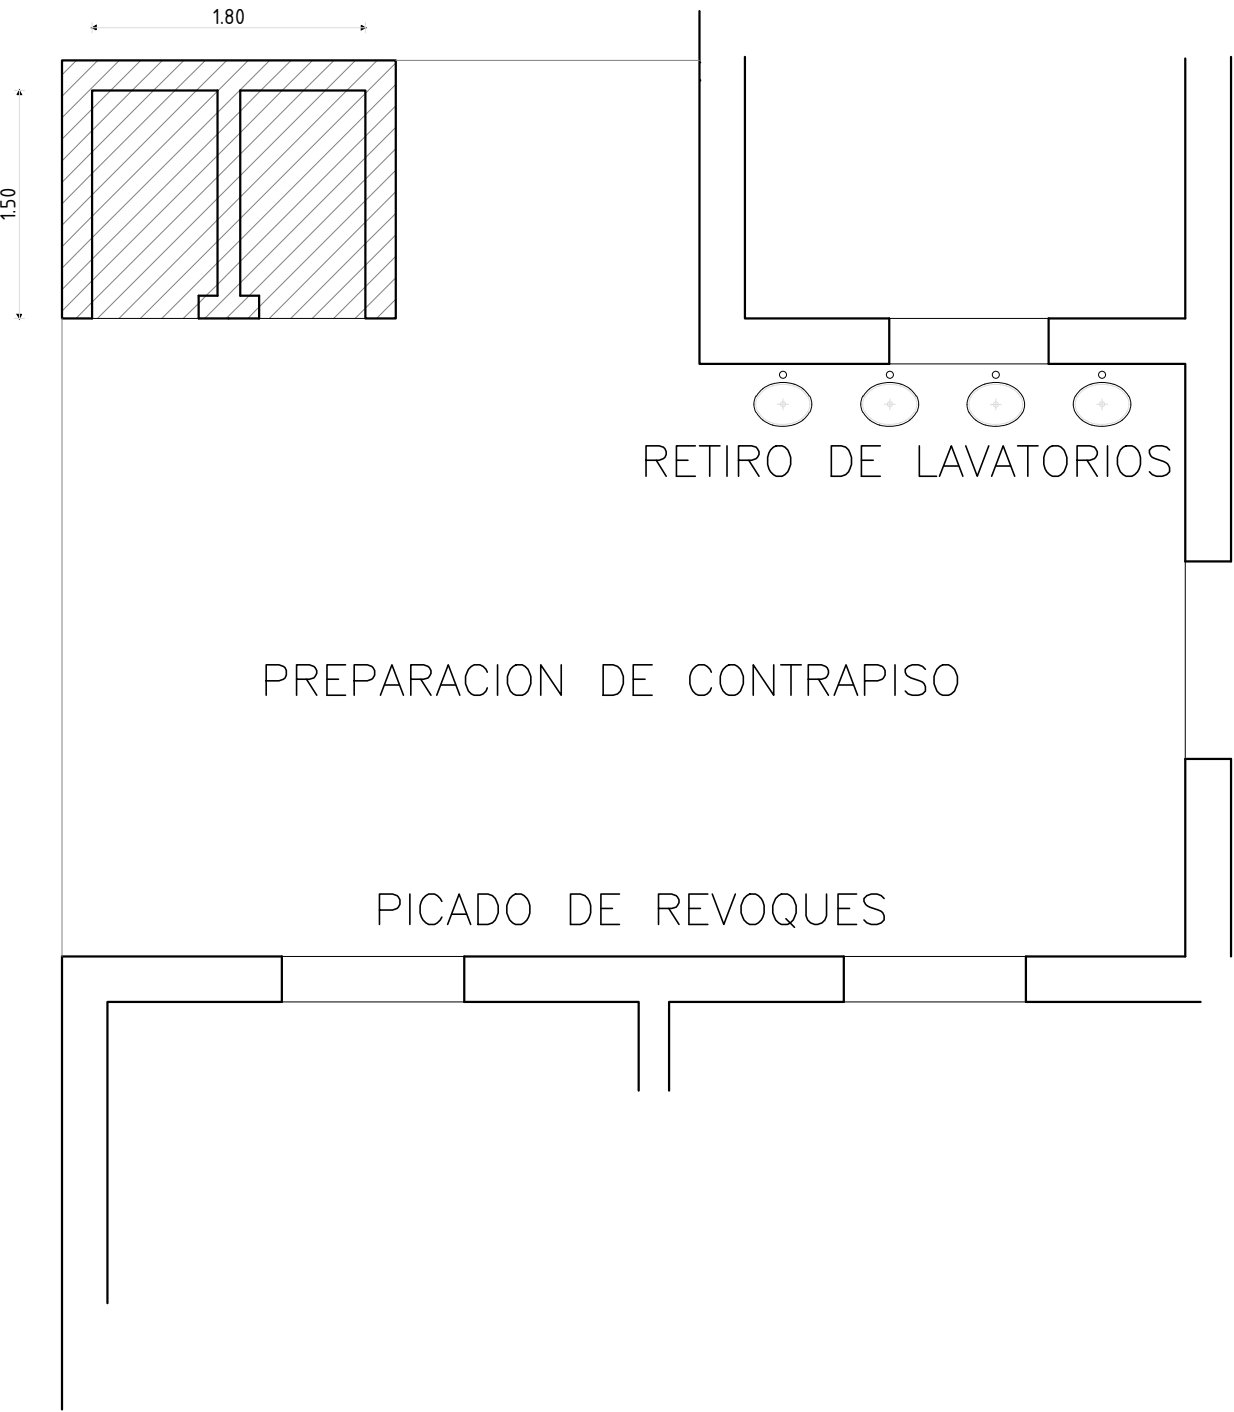 1.80
1.50
RETIRO DE LAVATORIOS
PREPARACION DE CONTRAPISO
PICADO DE REVOQUES